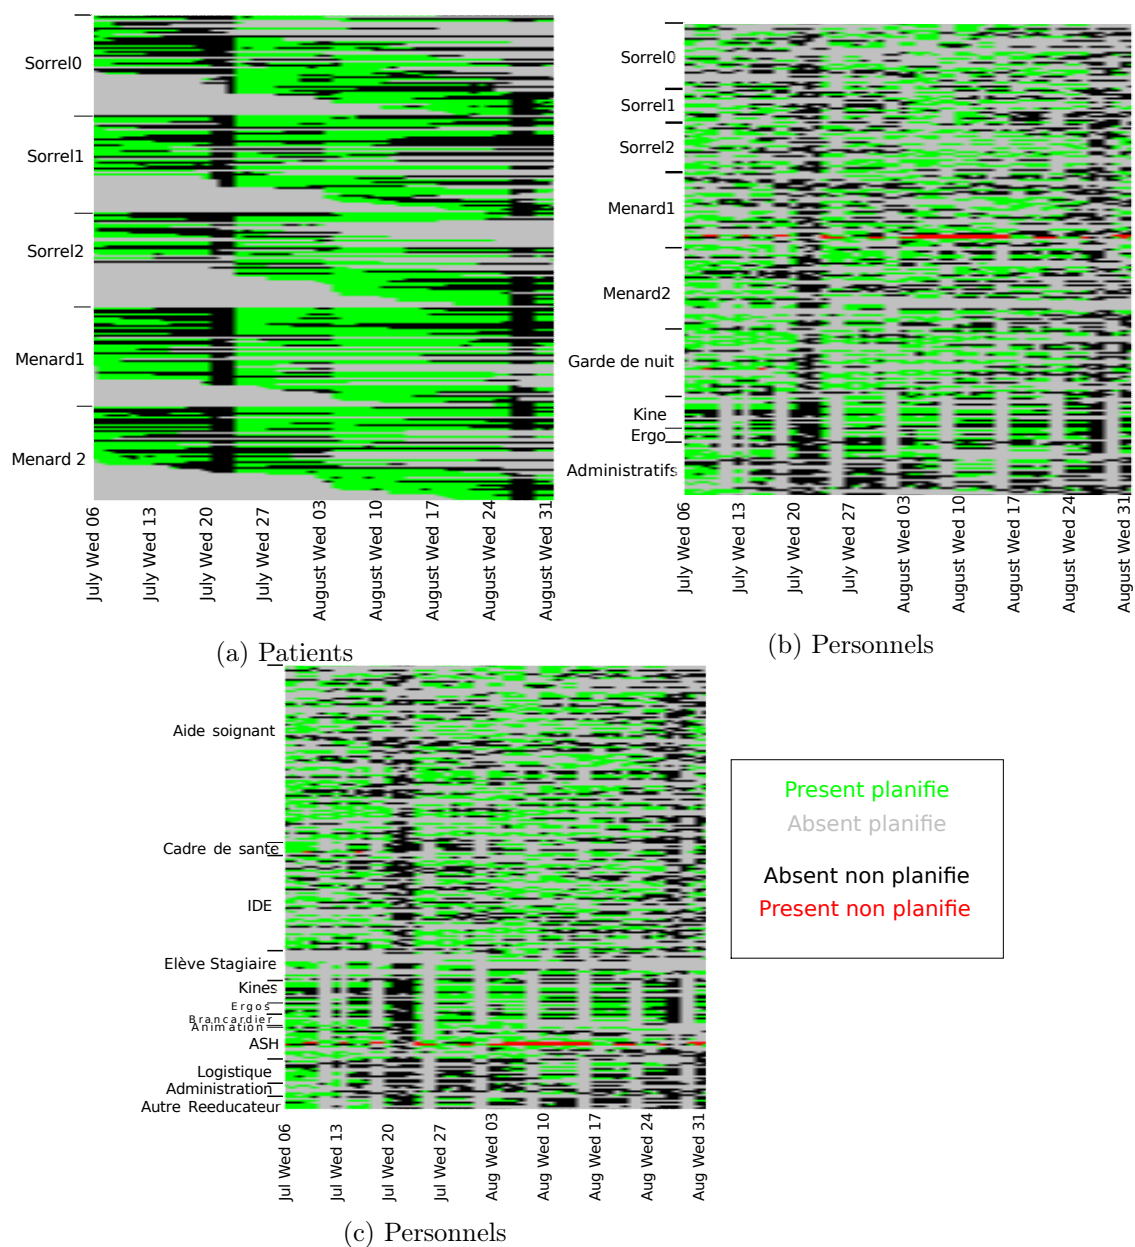 Sorrel0
Sorrel1
Sorrel2
Menard1
Menard 2
July Wed 06
July Wed 13
July Wed 20
July Wed 27
August Wed 03
August Wed 10
August Wed 17
August Wed 24
August Wed 31
(a) Patients
Sorrel0
Sorrel1
Sorrel2
Menard1
Menard2
Garde de nuit
Kine
Ergo
Administratifs
July Wed 06
July Wed 13
July Wed 20
July Wed 27
August Wed 03
August Wed 10
August Wed 17
August Wed 24
August Wed 31
(b) Personnels
Aide soignant
Cadre de sante
IDE
Elève Stagiaire
Kines
Ergos
Brancardier
Animation
ASH
Logistique
Administration
Autre Reeducateur
Jul Wed 06
Jul Wed 13
Jul Wed 20
Jul Wed 27
Aug Wed 03
Aug Wed 10
Aug Wed 17
Aug Wed 24
Aug Wed 31
(c) Personnels
Present planifie
Absent planifie
Absent non planifie
Present non planifie